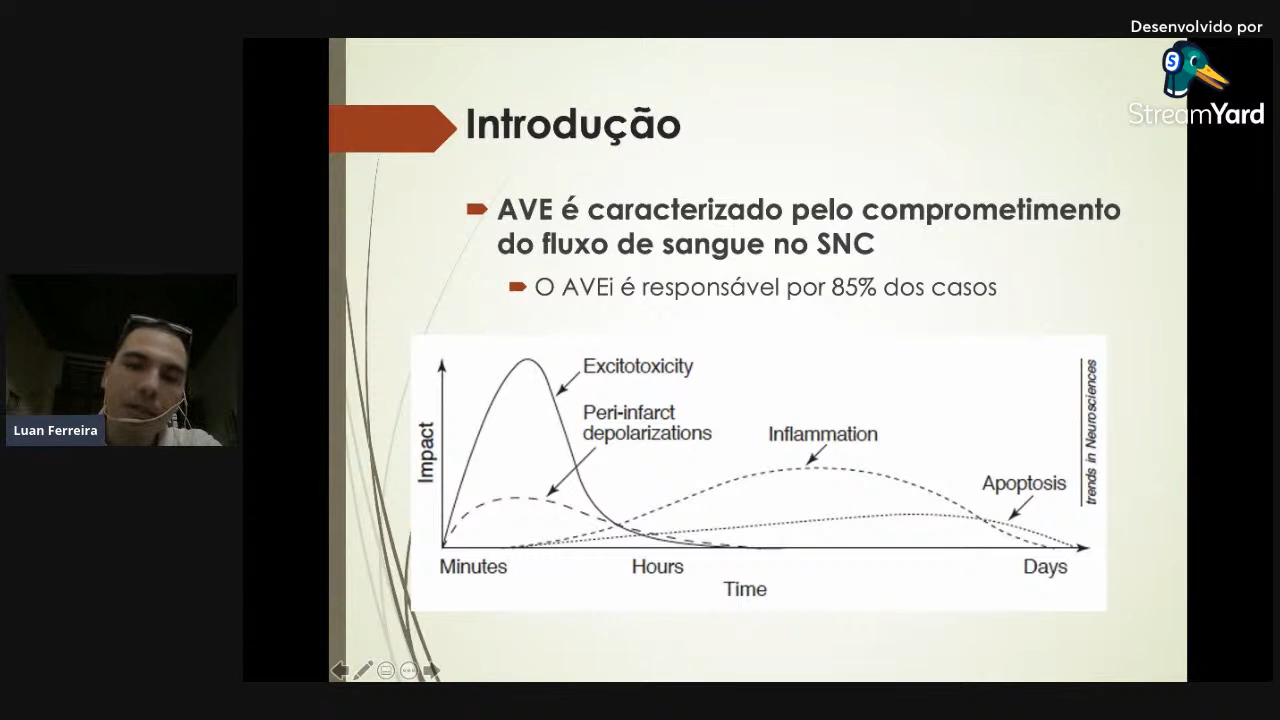 Desenvolvido por
S
StreamYard
Introdução
AVE é caracterizado pelo comprometimento
do fluxo de sangue no SNC
O AVEi é responsável por 85% dos casos
Excitotoxicity
Peri-infarct
depolarizations
Inflammation
Apoptosis
Impact
trends in Neurosciences
Minutes
Hours
Days
Time
Luan Ferreira